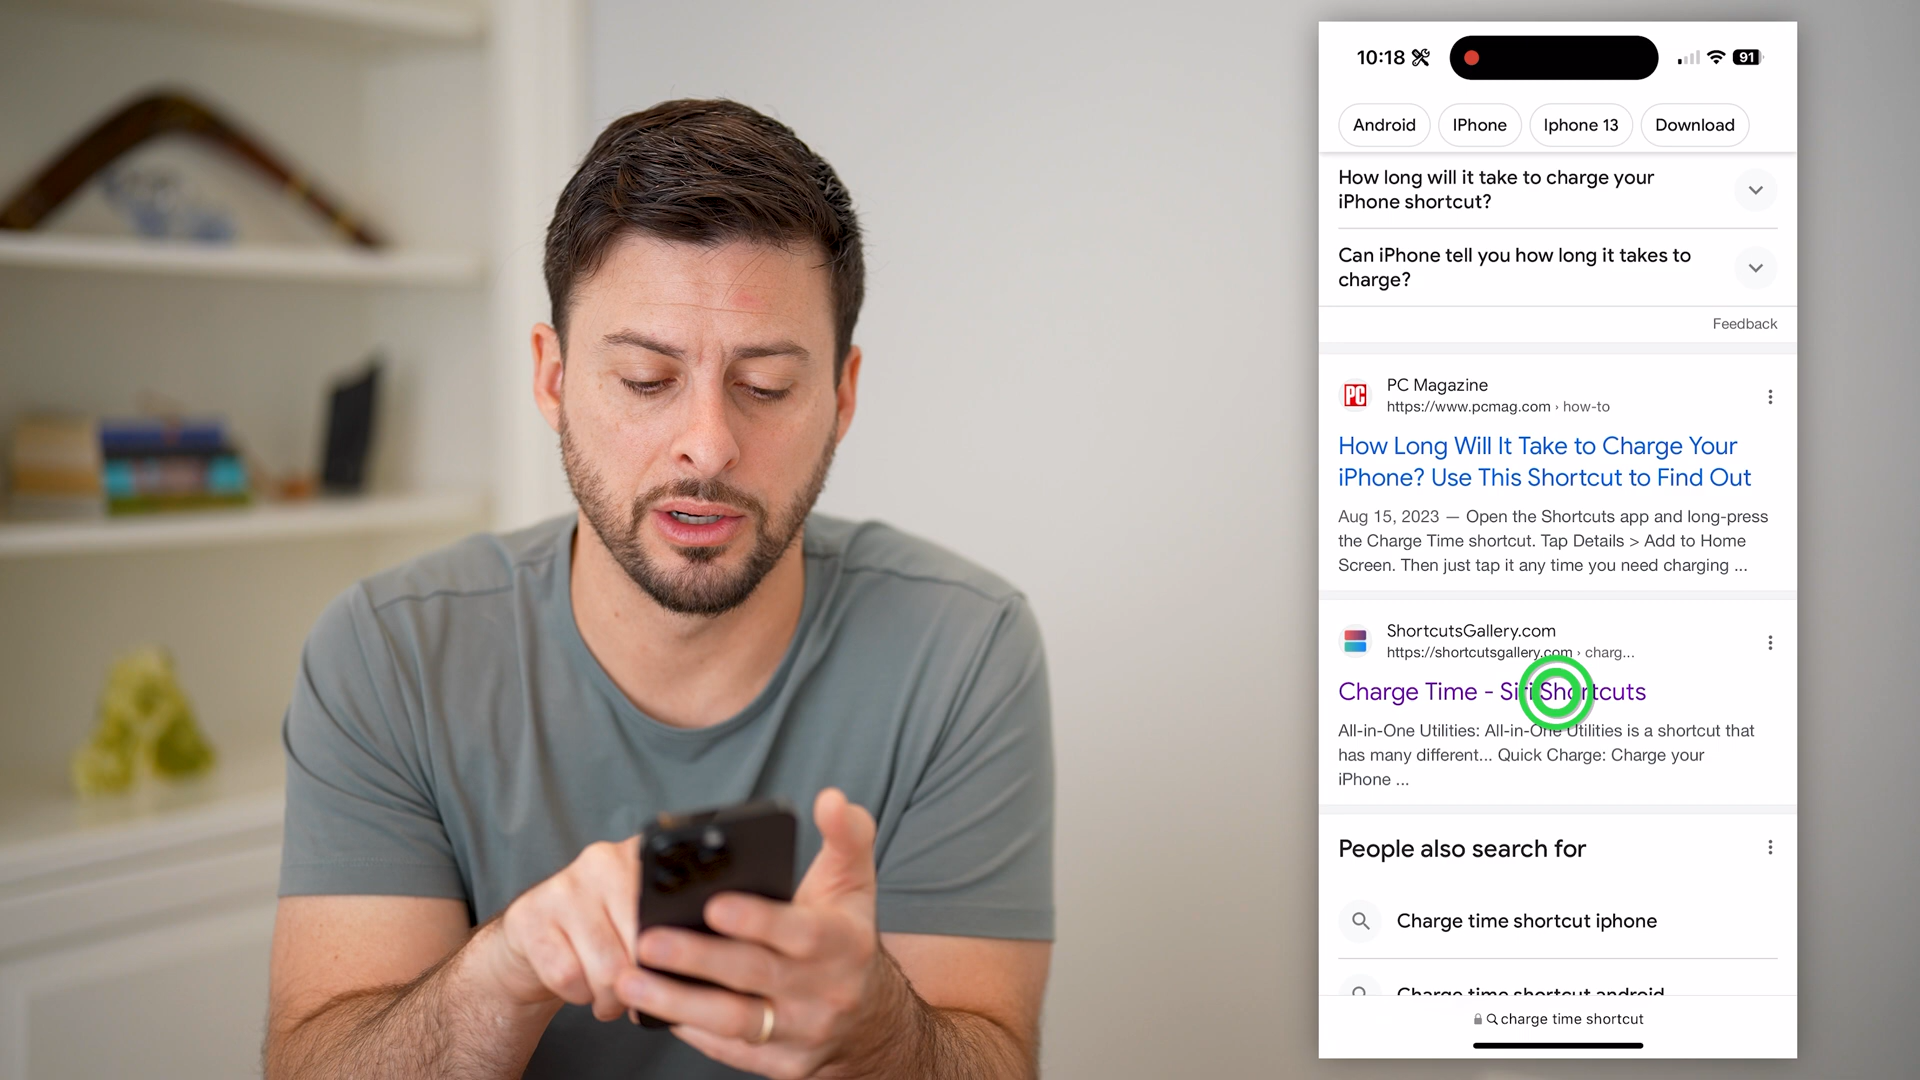 10:18
91
Android
IPhone
Iphone 13
Download
How long will it take to charge your
iPhone shortcut?
Can iPhone tell you how long it takes to
charge?
Feedback
PC
PC Magazine
https://www.pcmag.com › how-to
How Long Will It Take to Charge Your
iPhone? Use This Shortcut to Find Out
Aug 15, 2023 — Open the Shortcuts app and long-press
the Charge Time shortcut. Tap Details > Add to Home
Screen. Then just tap it any time you need charging ...
ShortcutsGallery.com
https://shortcutsgallery.com › charg...
Charge Time - Siri Shortcuts
All-in-One Utilities: All-in-One Utilities is a shortcut that
has many different... Quick Charge: Charge your
iPhone ...
People also search for
Charge time shortcut iphone
Charge time shortcut android
charge time shortcut